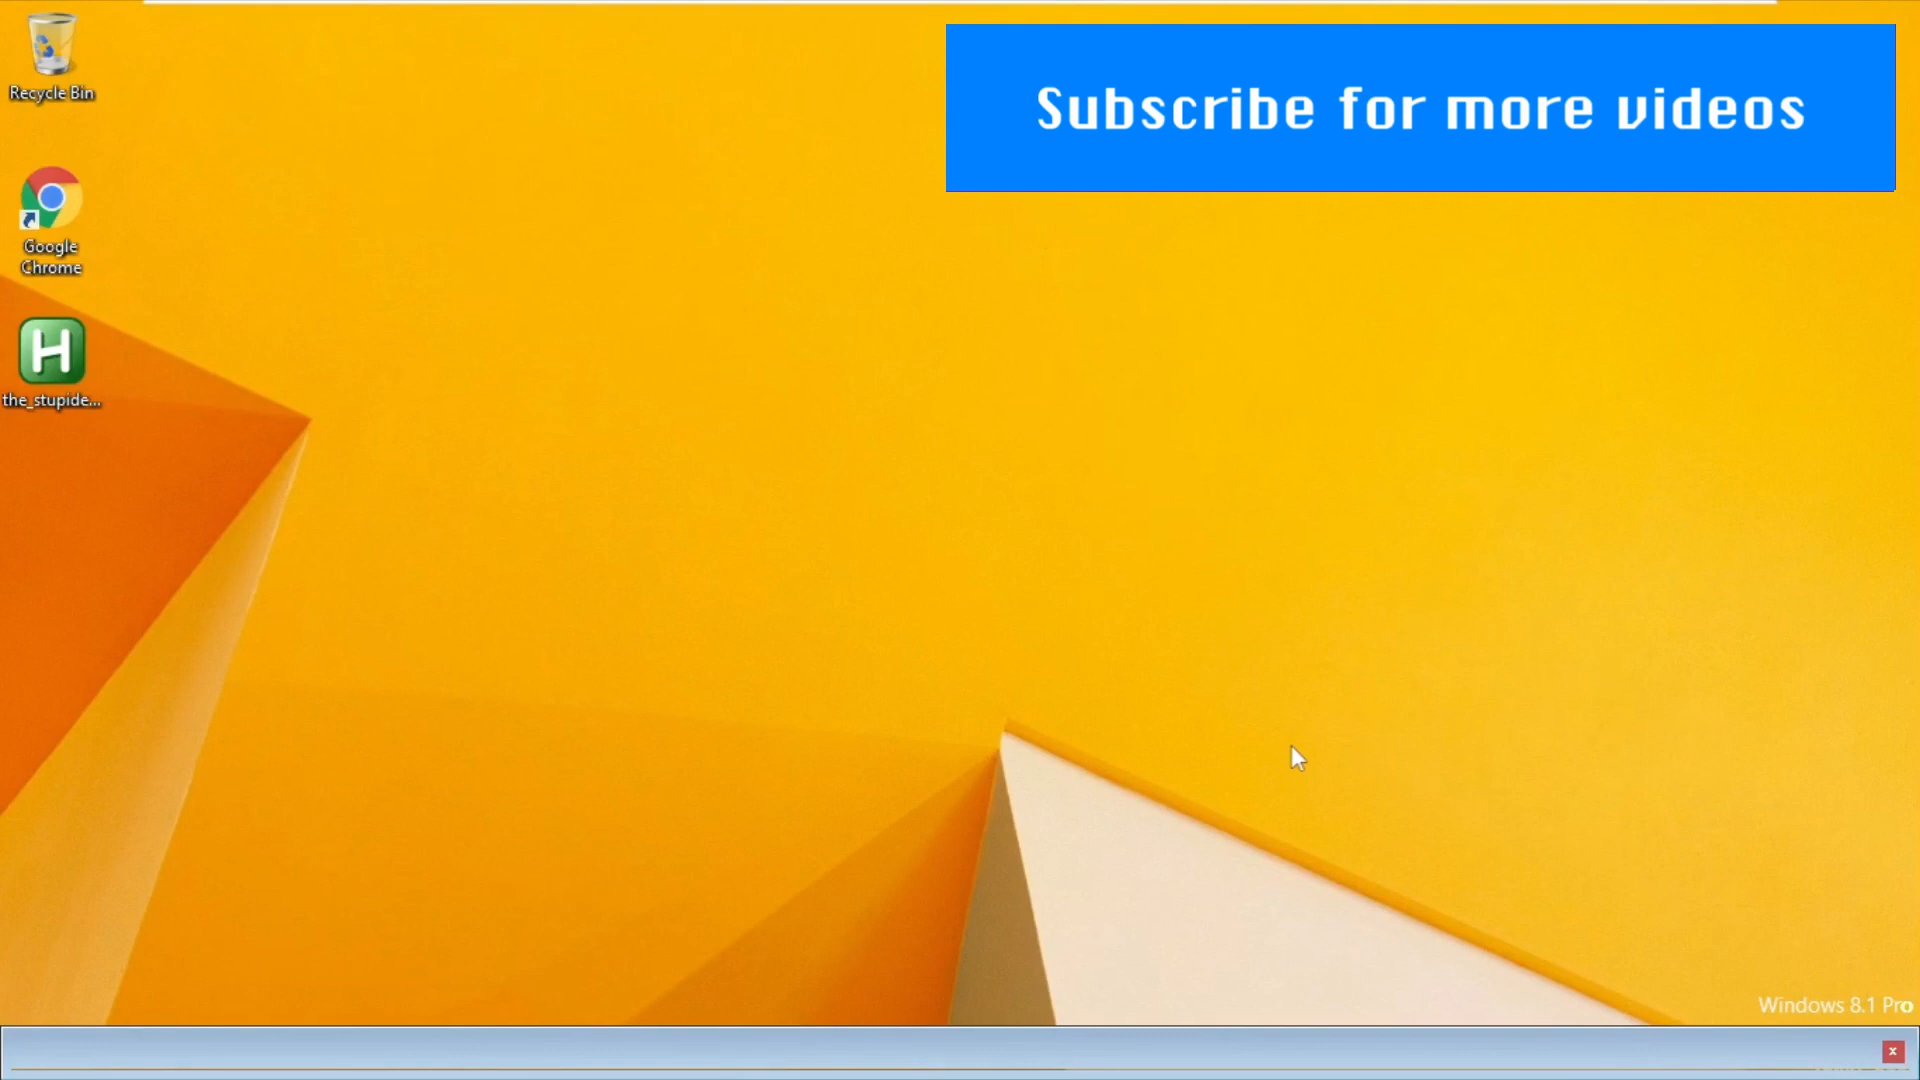 Recycle Bin
Subscribe for more videos
Google
Chrome
the_stupide...
Windows 8.1 Pro